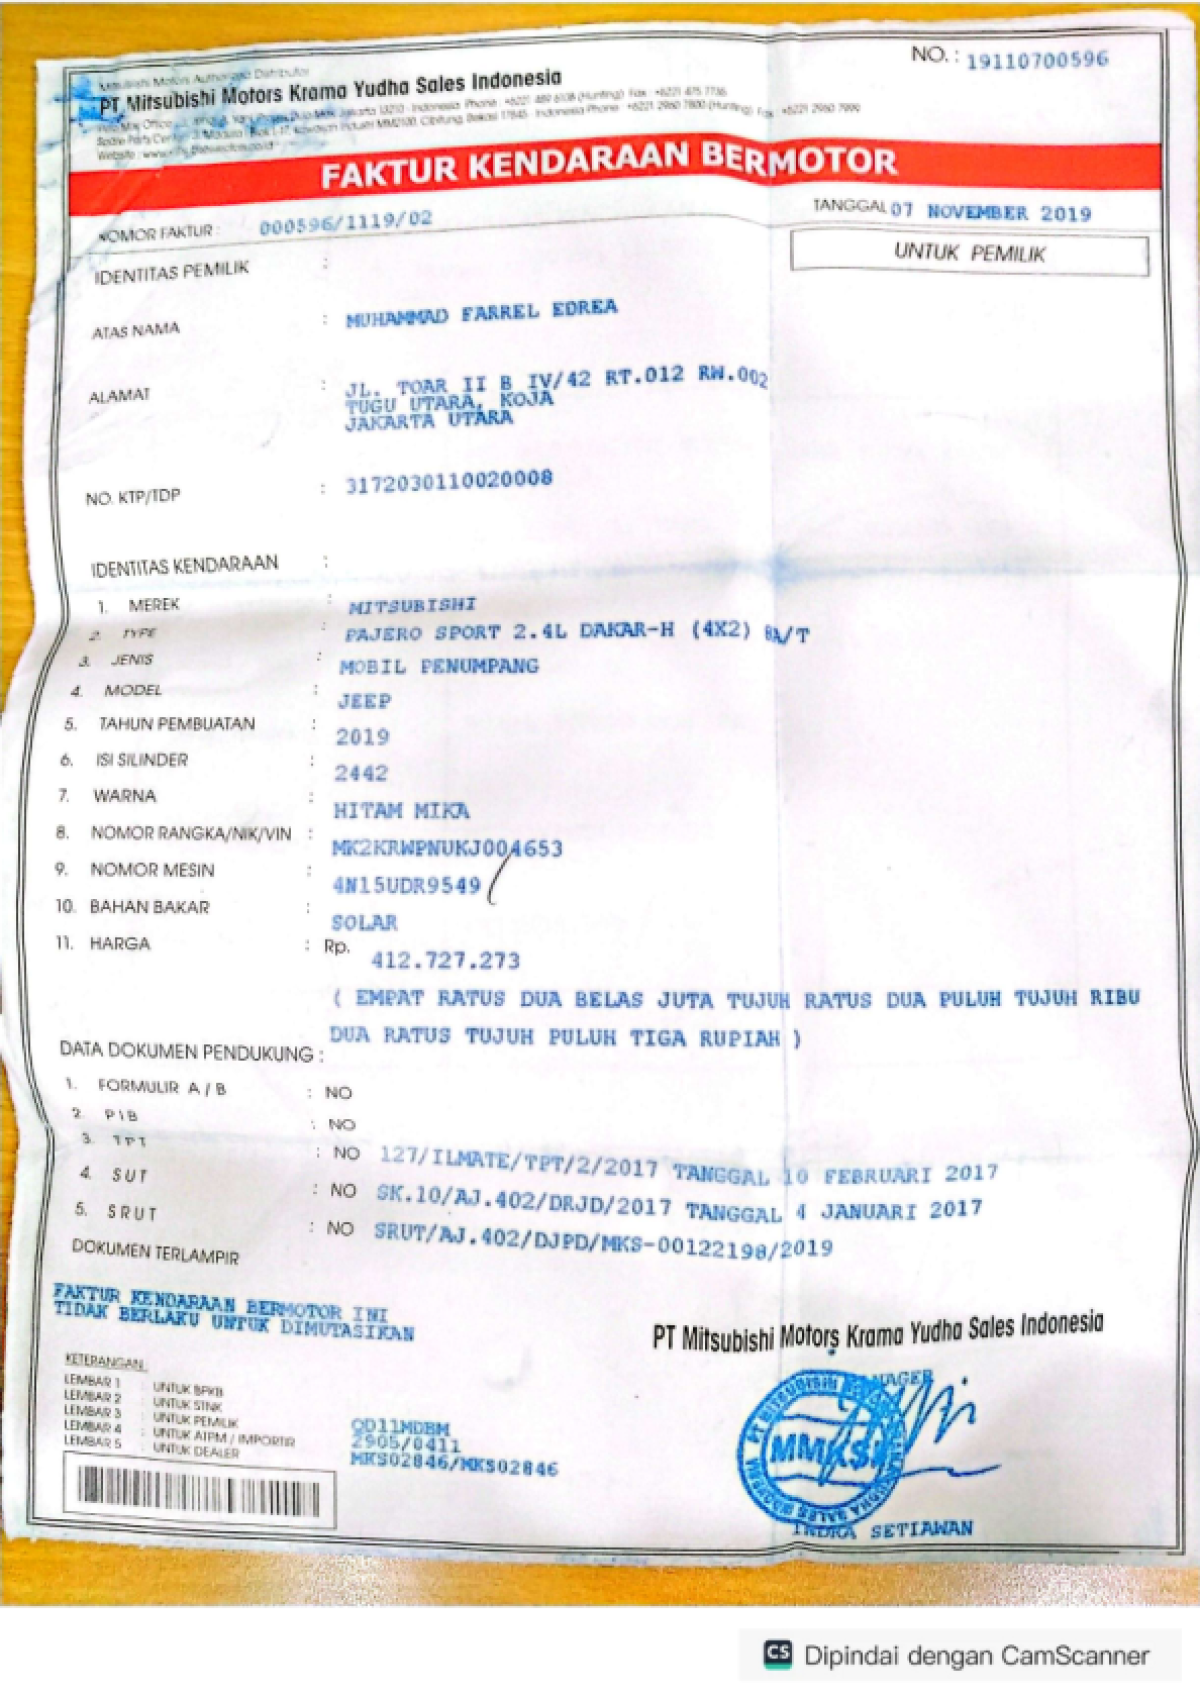 NO. : 19110700596
Mitsubishi Motors Authorized Distributor
PT Mitsubishi Motors Krama Yudha Sales Indonesia
FAKTUR KENDARAAN BERMOTOR
NOMOR FAKTUR : 000596/1119/02
TANGGAL 07 NOVEMBER 2019
UNTUK PEMILIK
IDENTITAS PEMILIK :
ATAS NAMA : MUHAMMAD FARREL EDREA
ALAMAT : JL. TOAR II B IV/42 RT.012 RW.002
TUGU UTARA, KOJA
JAKARTA UTARA
NO. KTP/TDP : 3172030110020008
IDENTITAS KENDARAAN :
1. MEREK : MITSUBISHI
2. TYPE : PAJERO SPORT 2.4L DAKAR-H (4X2) 8A/T
3. JENIS : MOBIL PENUMPANG
4. MODEL : JEEP
5. TAHUN PEMBUATAN : 2019
6. ISI SILINDER : 2442
7. WARNA : HITAM MIKA
8. NOMOR RANGKA/NIK/VIN : MK2KRWPNUKJ004653
9. NOMOR MESIN : 4N15UDR9549
10. BAHAN BAKAR : SOLAR
11. HARGA : Rp. 412.727.273
( EMPAT RATUS DUA BELAS JUTA TUJUH RATUS DUA PULUH TUJUH RIBU
DUA RATUS TUJUH PULUH TIGA RUPIAH )
DATA DOKUMEN PENDUKUNG :
1. FORMULIR A / B : NO
2. PIB : NO
3. TPT : NO 127/ILMATE/TPT/2/2017 TANGGAL 10 FEBRUARI 2017
4. SUT : NO SK.10/AJ.402/DRJD/2017 TANGGAL 4 JANUARI 2017
5. SRUT : NO SRUT/AJ.402/DJPD/MKS-00122198/2019
DOKUMEN TERLAMPIR
FAKTUR KENDARAAN BERMOTOR INI
TIDAK BERLAKU UNTUK DIMUTASIKAN
PT Mitsubishi Motors Krama Yudha Sales Indonesia
KETERANGAN
LEMBAR 1 : UNTUK BPKB
LEMBAR 2 : UNTUK STNK
LEMBAR 3 : UNTUK PEMILIK
LEMBAR 4 : UNTUK ATPM / IMPORTIR
LEMBAR 5 : UNTUK DEALER
OD11MDBM
2905/0411
MKS02846/MKS02846
MMKSI
INDRA SETIAWAN
CS Dipindai dengan CamScanner